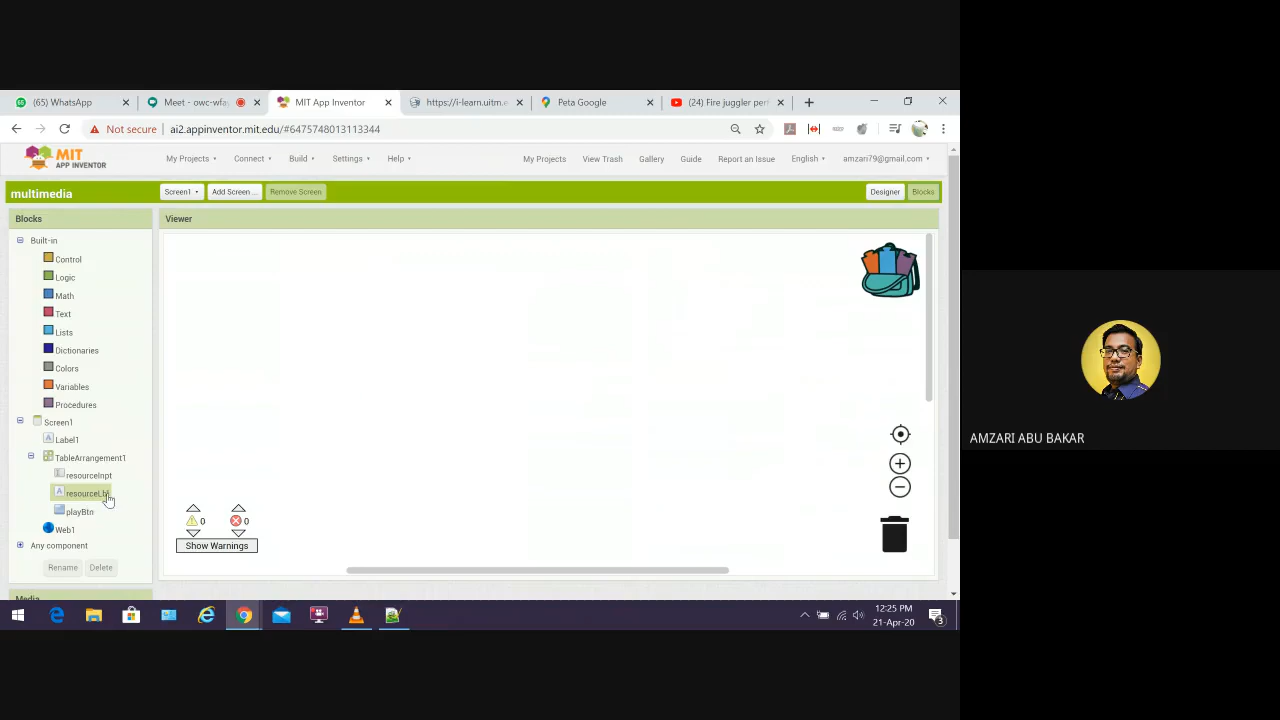 (65) WhatsApp
Meet - owc-wfa
MIT App Inventor
https://i-learn.uitm.e
Peta Google
(24) Fire juggler per
Not secure ai2.appinventor.mit.edu/#6475748013113344
MIT
APP INVENTOR
My Projects Connect Build Settings Help My Projects View Trash Gallery Guide Report an Issue English amzari79@gmail.com
multimedia Screen1 Add Screen ... Remove Screen Designer Blocks
Blocks
Viewer
Built-in
Control
Logic
Math
Text
Lists
Dictionaries
Colors
Variables
Procedures
Screen1
Label1
TableArrangement1
resourceInpt
resourceLbl
playBtn
Web1
Any component
Rename Delete
Media
0 0
Show Warnings
12:25 PM
21-Apr-20
3
AMZARI ABU BAKAR